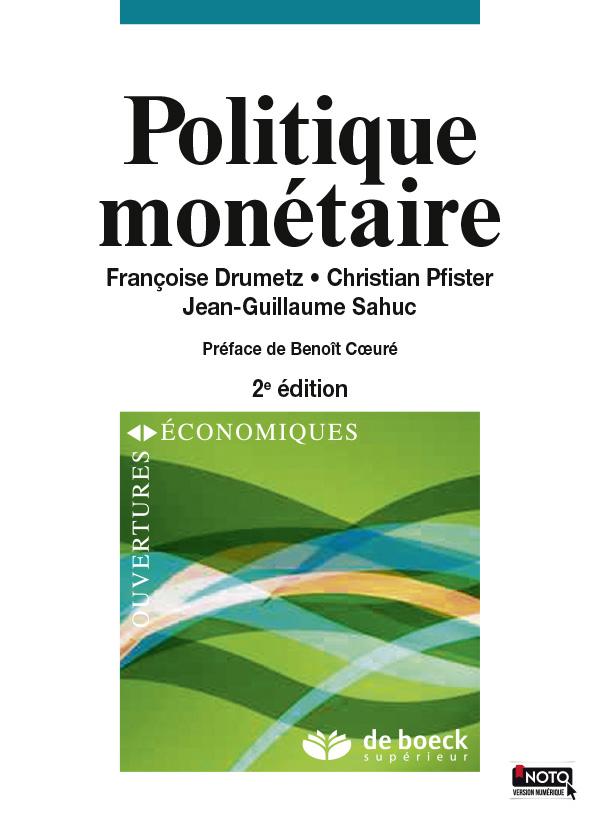 Politique
monétaire
Françoise Drumetz • Christian Pfister
Jean-Guillaume Sahuc
Préface de Benoît Cœuré
2e édition
ÉCONOMIQUES
OUVERTURES
de boeck
supérieur
NOTO
VERSION NUMÉRIQUE